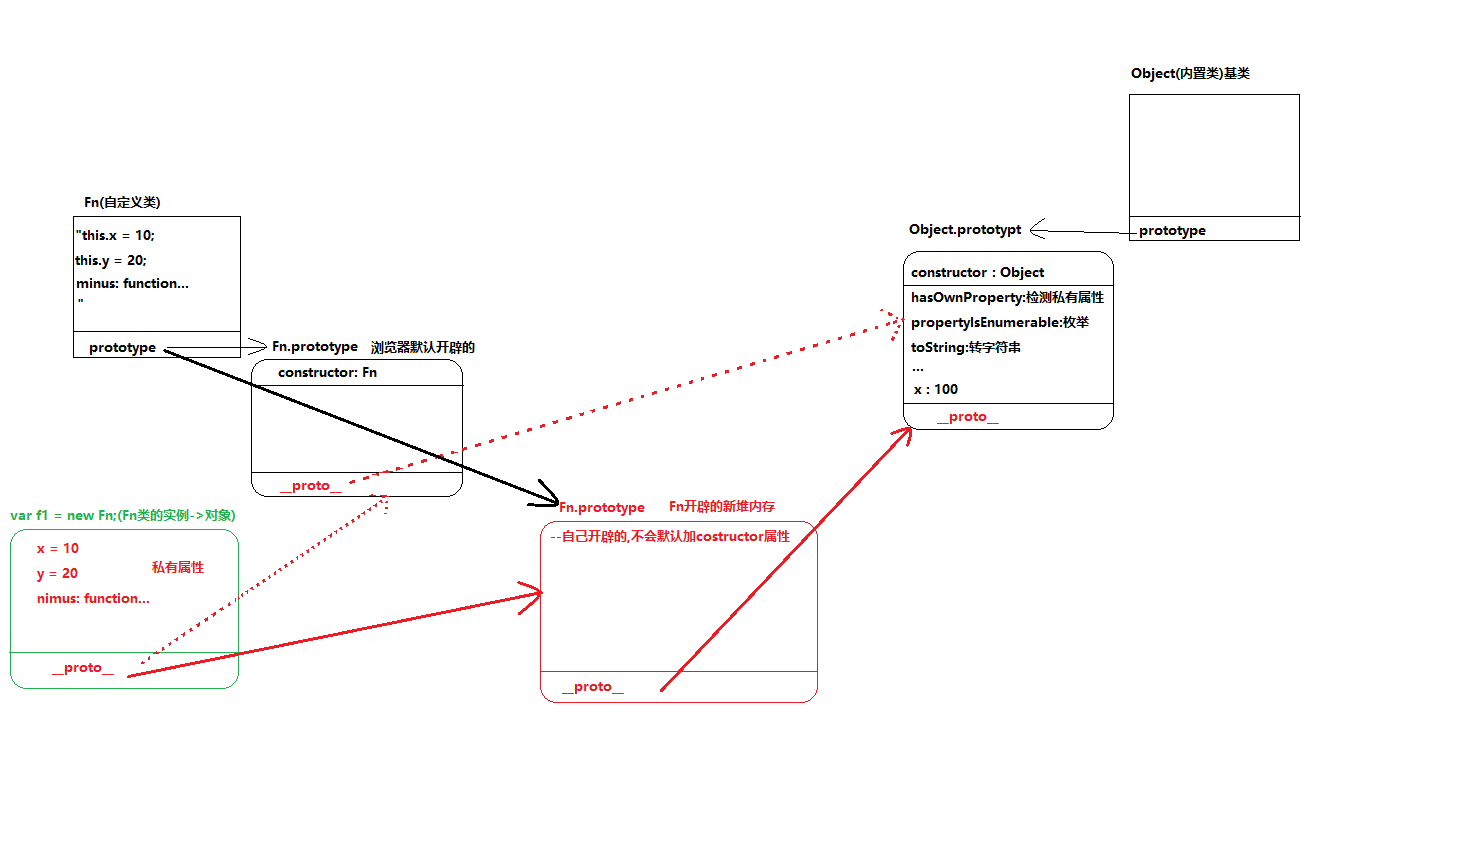 Object(内置类)基类
prototype
Object.prototypt
constructor : Object
hasOwnProperty:检测私有属性
propertyIsEnumerable:枚举
toString:转字符串
...
x : 100
__proto__
Fn(自定义类)
"this.x = 10;
this.y = 20;
minus: function...
"
prototype
Fn.prototype 浏览器默认开辟的
constructor: Fn
__proto__
var f1 = new Fn;(Fn类的实例->对象)
x = 10
y = 20
私有属性
nimus: function...
__proto__
Fn.prototype Fn开辟的新堆内存
--自己开辟的,不会默认加costructor属性
__proto__